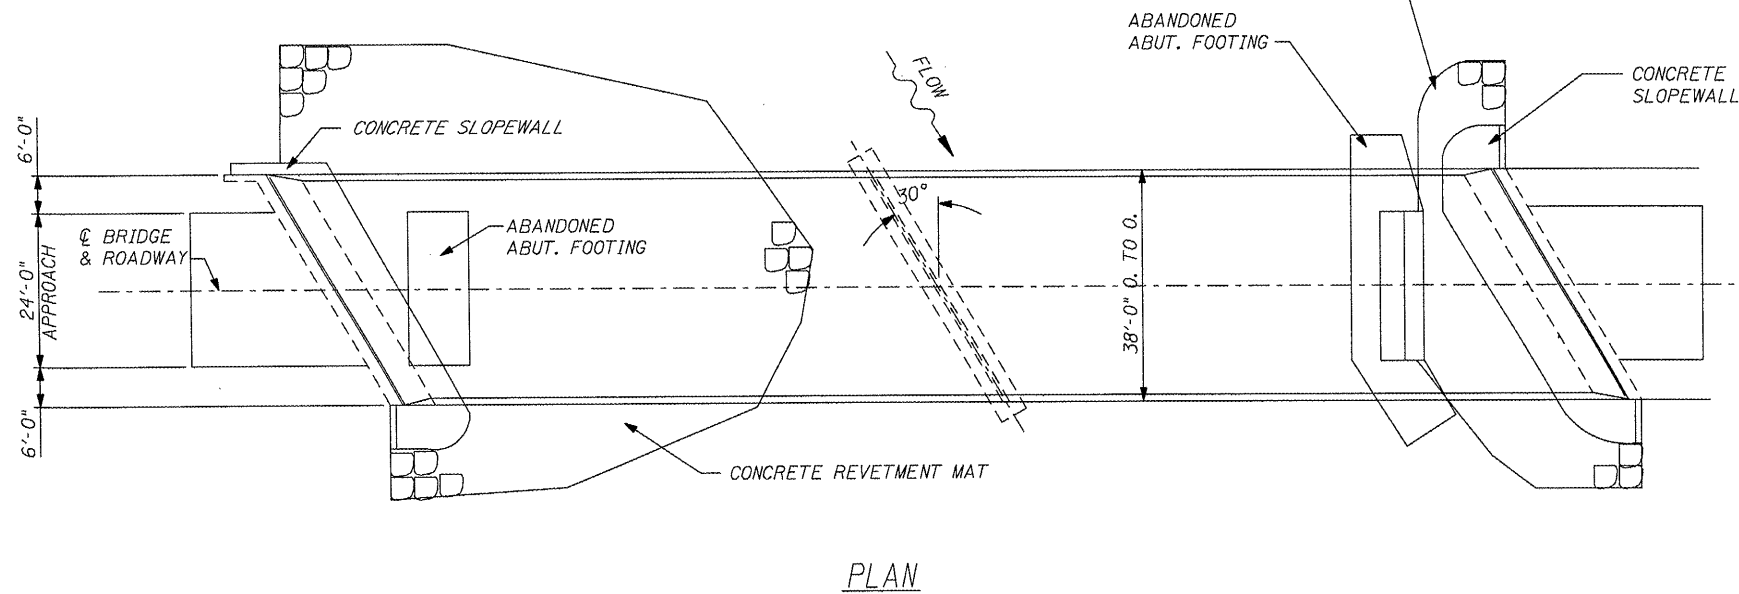 ABANDONED
ABUT. FOOTING
CONCRETE
SLOPEWALL
FLOW
CONCRETE SLOPEWALL
6'-0"
30°
℄ BRIDGE
& ROADWAY
ABANDONED
ABUT. FOOTING
24'-0"
APPROACH
38'-0" O. TO O.
6'-0"
CONCRETE REVETMENT MAT
PLAN